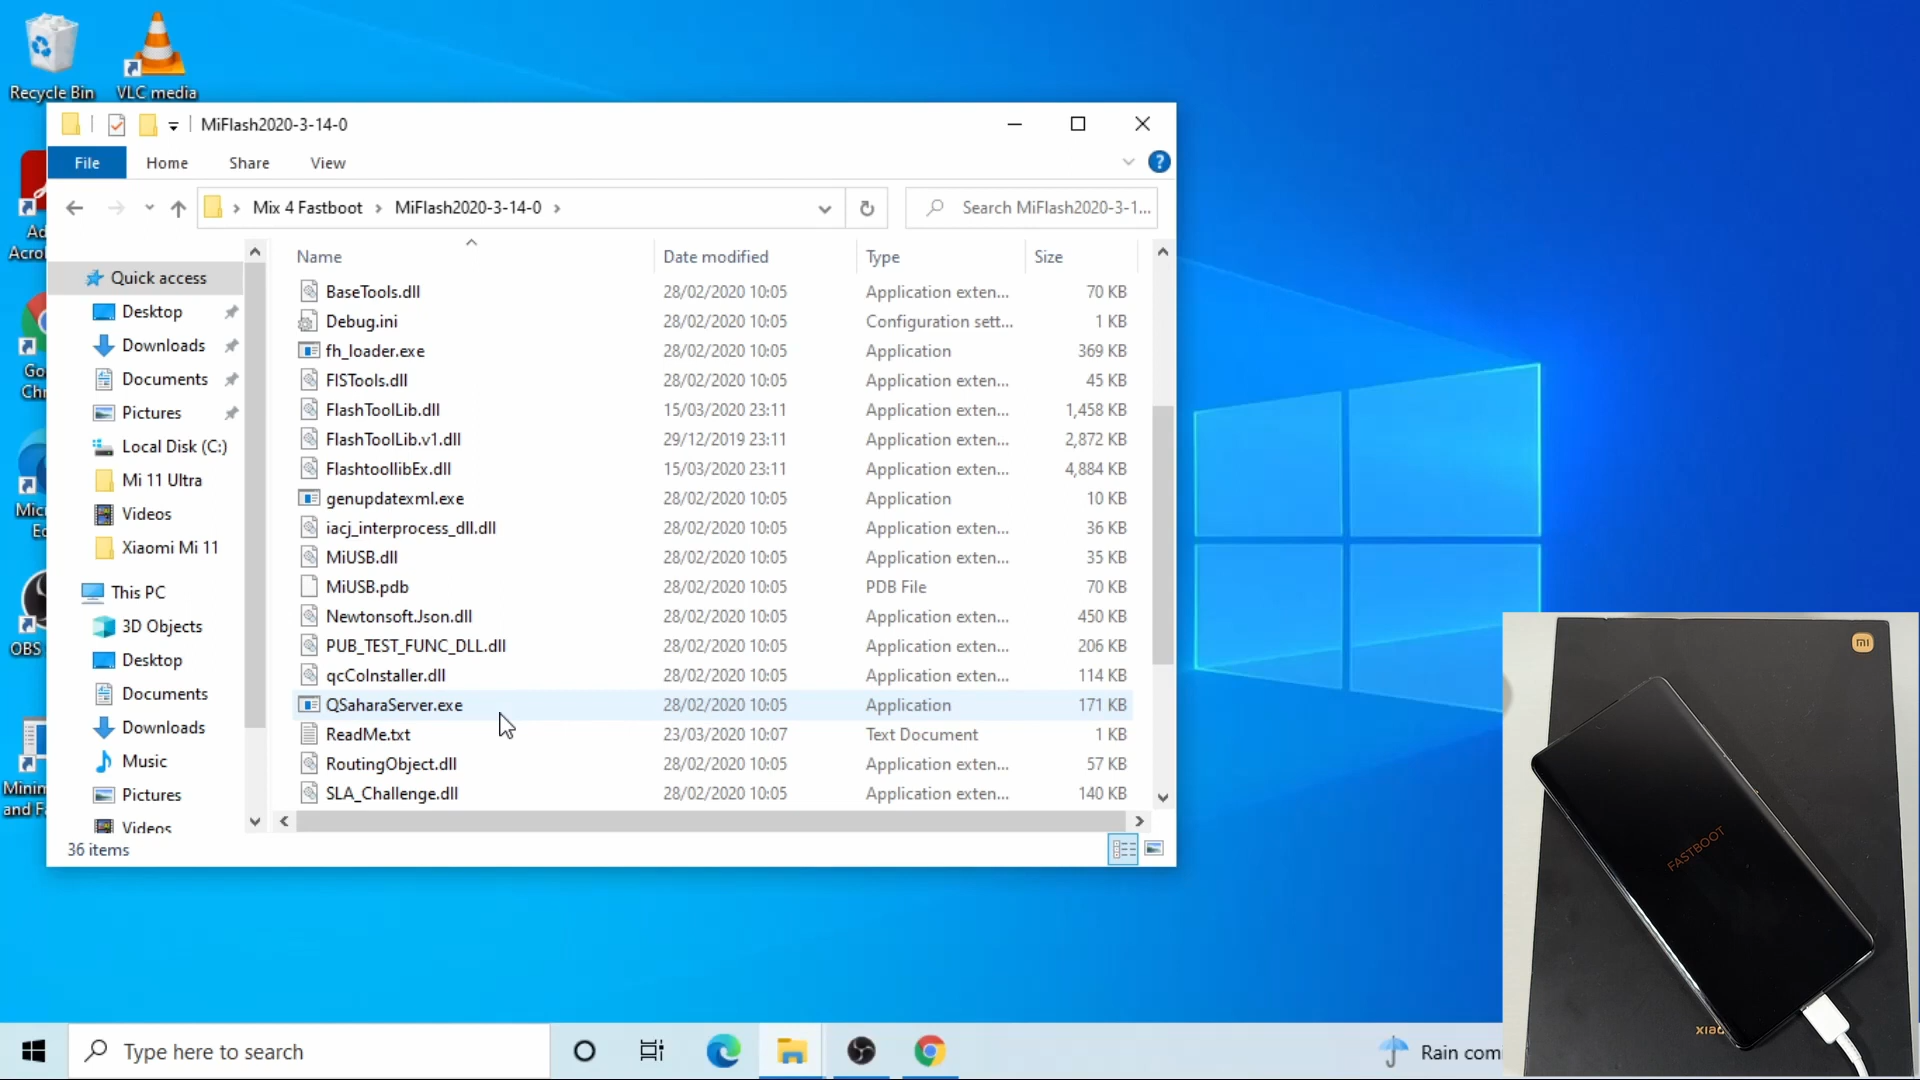 Recycle Bin
VLC media
MiFlash2020-3-14-0
File Home Share View
Mix 4 Fastboot MiFlash2020-3-14-0
Search MiFlash2020-3-1...
Name Date modified Type Size
Quick access
Desktop
Downloads
Documents
Pictures
Local Disk (C:)
Mi 11 Ultra
Videos
Xiaomi Mi 11
This PC
3D Objects
Desktop
Documents
Downloads
Music
Pictures
Videos
BaseTools.dll 28/02/2020 10:05 Application exten... 70 KB
Debug.ini 28/02/2020 10:05 Configuration sett... 1 KB
fh_loader.exe 28/02/2020 10:05 Application 369 KB
FISTools.dll 28/02/2020 10:05 Application exten... 45 KB
FlashToolLib.dll 15/03/2020 23:11 Application exten... 1,458 KB
FlashToolLib.v1.dll 29/12/2019 23:11 Application exten... 2,872 KB
FlashtoollibEx.dll 15/03/2020 23:11 Application exten... 4,884 KB
genupdatexml.exe 28/02/2020 10:05 Application 10 KB
iacj_interprocess_dll.dll 28/02/2020 10:05 Application exten... 36 KB
MiUSB.dll 28/02/2020 10:05 Application exten... 35 KB
MiUSB.pdb 28/02/2020 10:05 PDB File 70 KB
Newtonsoft.Json.dll 28/02/2020 10:05 Application exten... 450 KB
PUB_TEST_FUNC_DLL.dll 28/02/2020 10:05 Application exten... 206 KB
qcCoInstaller.dll 28/02/2020 10:05 Application exten... 114 KB
QSaharaServer.exe 28/02/2020 10:05 Application 171 KB
ReadMe.txt 23/03/2020 10:07 Text Document 1 KB
RoutingObject.dll 28/02/2020 10:05 Application exten... 57 KB
SLA_Challenge.dll 28/02/2020 10:05 Application exten... 140 KB
36 items
Ad
Acro
Go
Chr
Mic
Ed
OBS
Minim
and Fa
mi
FASTBOOT
xiao
Type here to search
Rain com